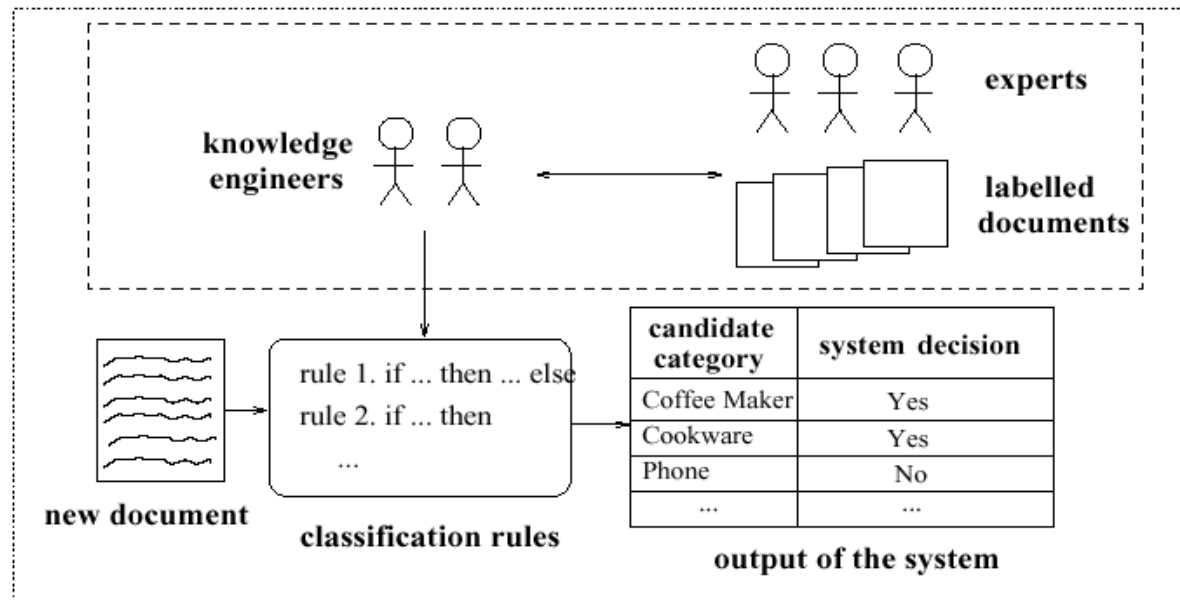 experts
knowledge
engineers
labelled
documents
rule 1. if ... then ... else
rule 2. if ... then
...
new document
classification rules
candidate
category
system decision
Coffee Maker
Yes
Cookware
Yes
Phone
No
...
...
output of the system